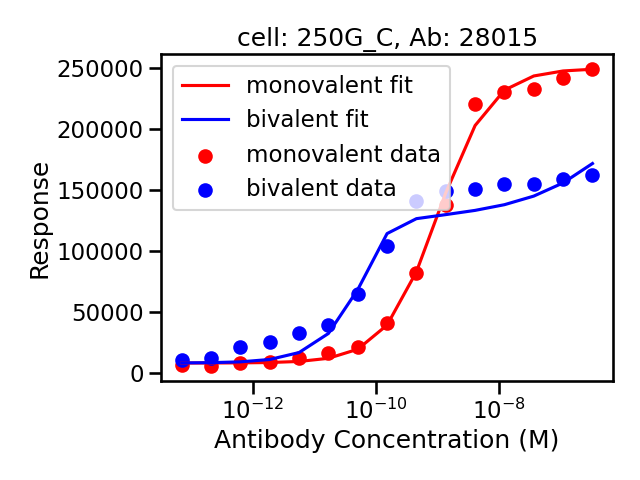 cell: 250G_C, Ab: 28015
250000
200000
150000
100000
50000
0
Response
monovalent fit
bivalent fit
monovalent data
bivalent data
10⁻¹² 10⁻¹⁰ 10⁻⁸
Antibody Concentration (M)